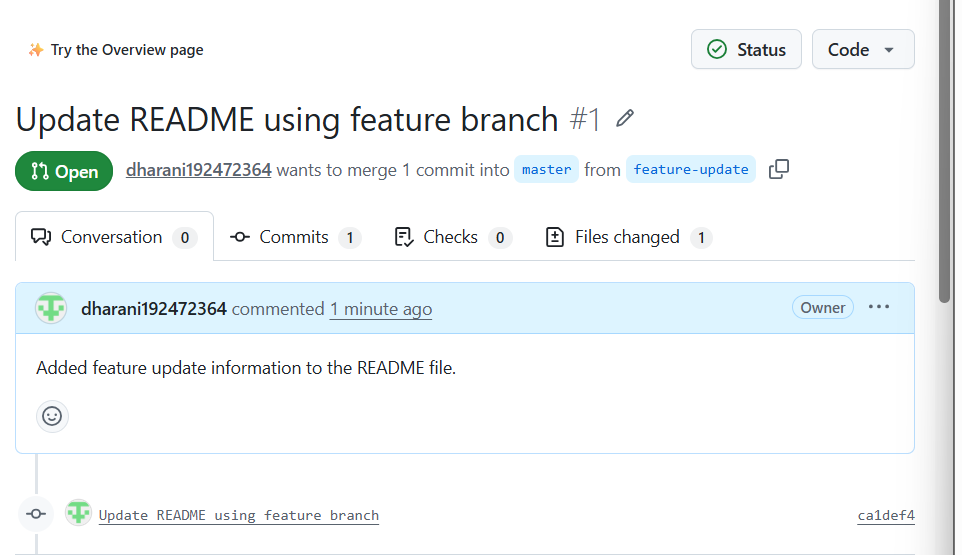 ✨ Try the Overview page
Status
Code
Update README using feature branch #1
Open
dharani192472364 wants to merge 1 commit into master from feature-update
Conversation 0
Commits 1
Checks 0
Files changed 1
dharani192472364 commented 1 minute ago
Owner
Added feature update information to the README file.
Update README using feature branch
ca1def4